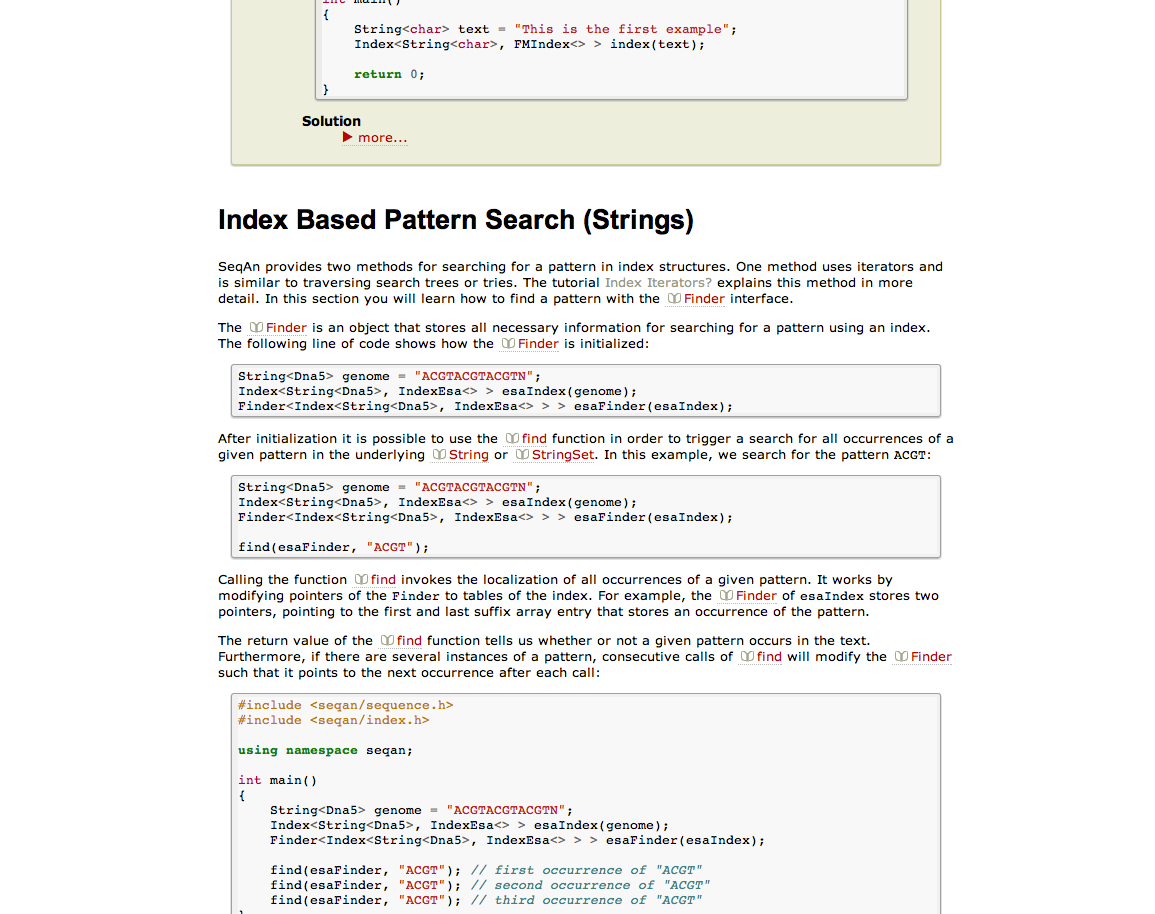 int main()
{
    String<char> text = "This is the first example";
    Index<String<char>, FMIndex<> > index(text);

    return 0;
}
Solution
more...
Index Based Pattern Search (Strings)
SeqAn provides two methods for searching for a pattern in index structures. One method uses iterators and
is similar to traversing search trees or tries. The tutorial Index Iterators? explains this method in more
detail. In this section you will learn how to find a pattern with the Finder interface.
The Finder is an object that stores all necessary information for searching for a pattern using an index.
The following line of code shows how the Finder is initialized:
String<Dna5> genome = "ACGTACGTACGTN";
Index<String<Dna5>, IndexEsa<> > esaIndex(genome);
Finder<Index<String<Dna5>, IndexEsa<> > > esaFinder(esaIndex);
After initialization it is possible to use the find function in order to trigger a search for all occurrences of a
given pattern in the underlying String or StringSet. In this example, we search for the pattern ACGT:
String<Dna5> genome = "ACGTACGTACGTN";
Index<String<Dna5>, IndexEsa<> > esaIndex(genome);
Finder<Index<String<Dna5>, IndexEsa<> > > esaFinder(esaIndex);

find(esaFinder, "ACGT");
Calling the function find invokes the localization of all occurrences of a given pattern. It works by
modifying pointers of the Finder to tables of the index. For example, the Finder of esaIndex stores two
pointers, pointing to the first and last suffix array entry that stores an occurrence of the pattern.
The return value of the find function tells us whether or not a given pattern occurs in the text.
Furthermore, if there are several instances of a pattern, consecutive calls of find will modify the Finder
such that it points to the next occurrence after each call:
#include <seqan/sequence.h>
#include <seqan/index.h>

using namespace seqan;

int main()
{
    String<Dna5> genome = "ACGTACGTACGTN";
    Index<String<Dna5>, IndexEsa<> > esaIndex(genome);
    Finder<Index<String<Dna5>, IndexEsa<> > > esaFinder(esaIndex);

    find(esaFinder, "ACGT"); // first occurrence of "ACGT"
    find(esaFinder, "ACGT"); // second occurrence of "ACGT"
    find(esaFinder, "ACGT"); // third occurrence of "ACGT"
}